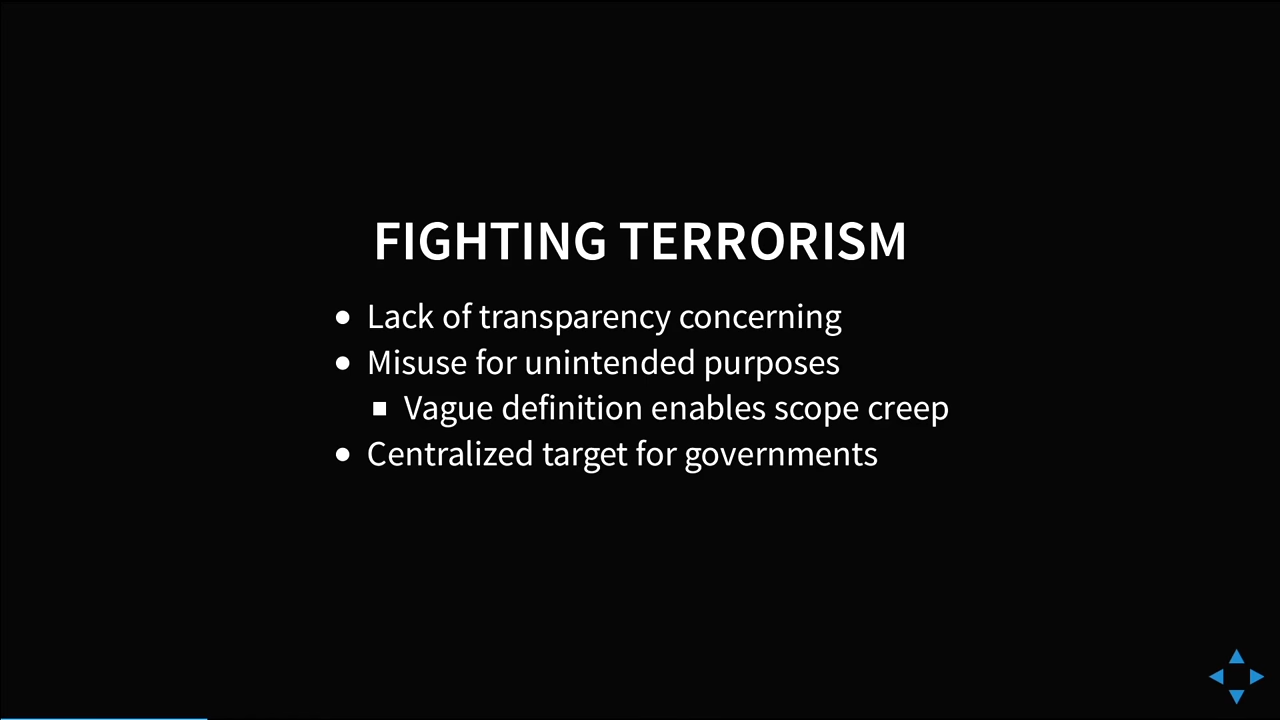 FIGHTING TERRORISM
Lack of transparency concerning
Misuse for unintended purposes
Vague definition enables scope creep
Centralized target for governments